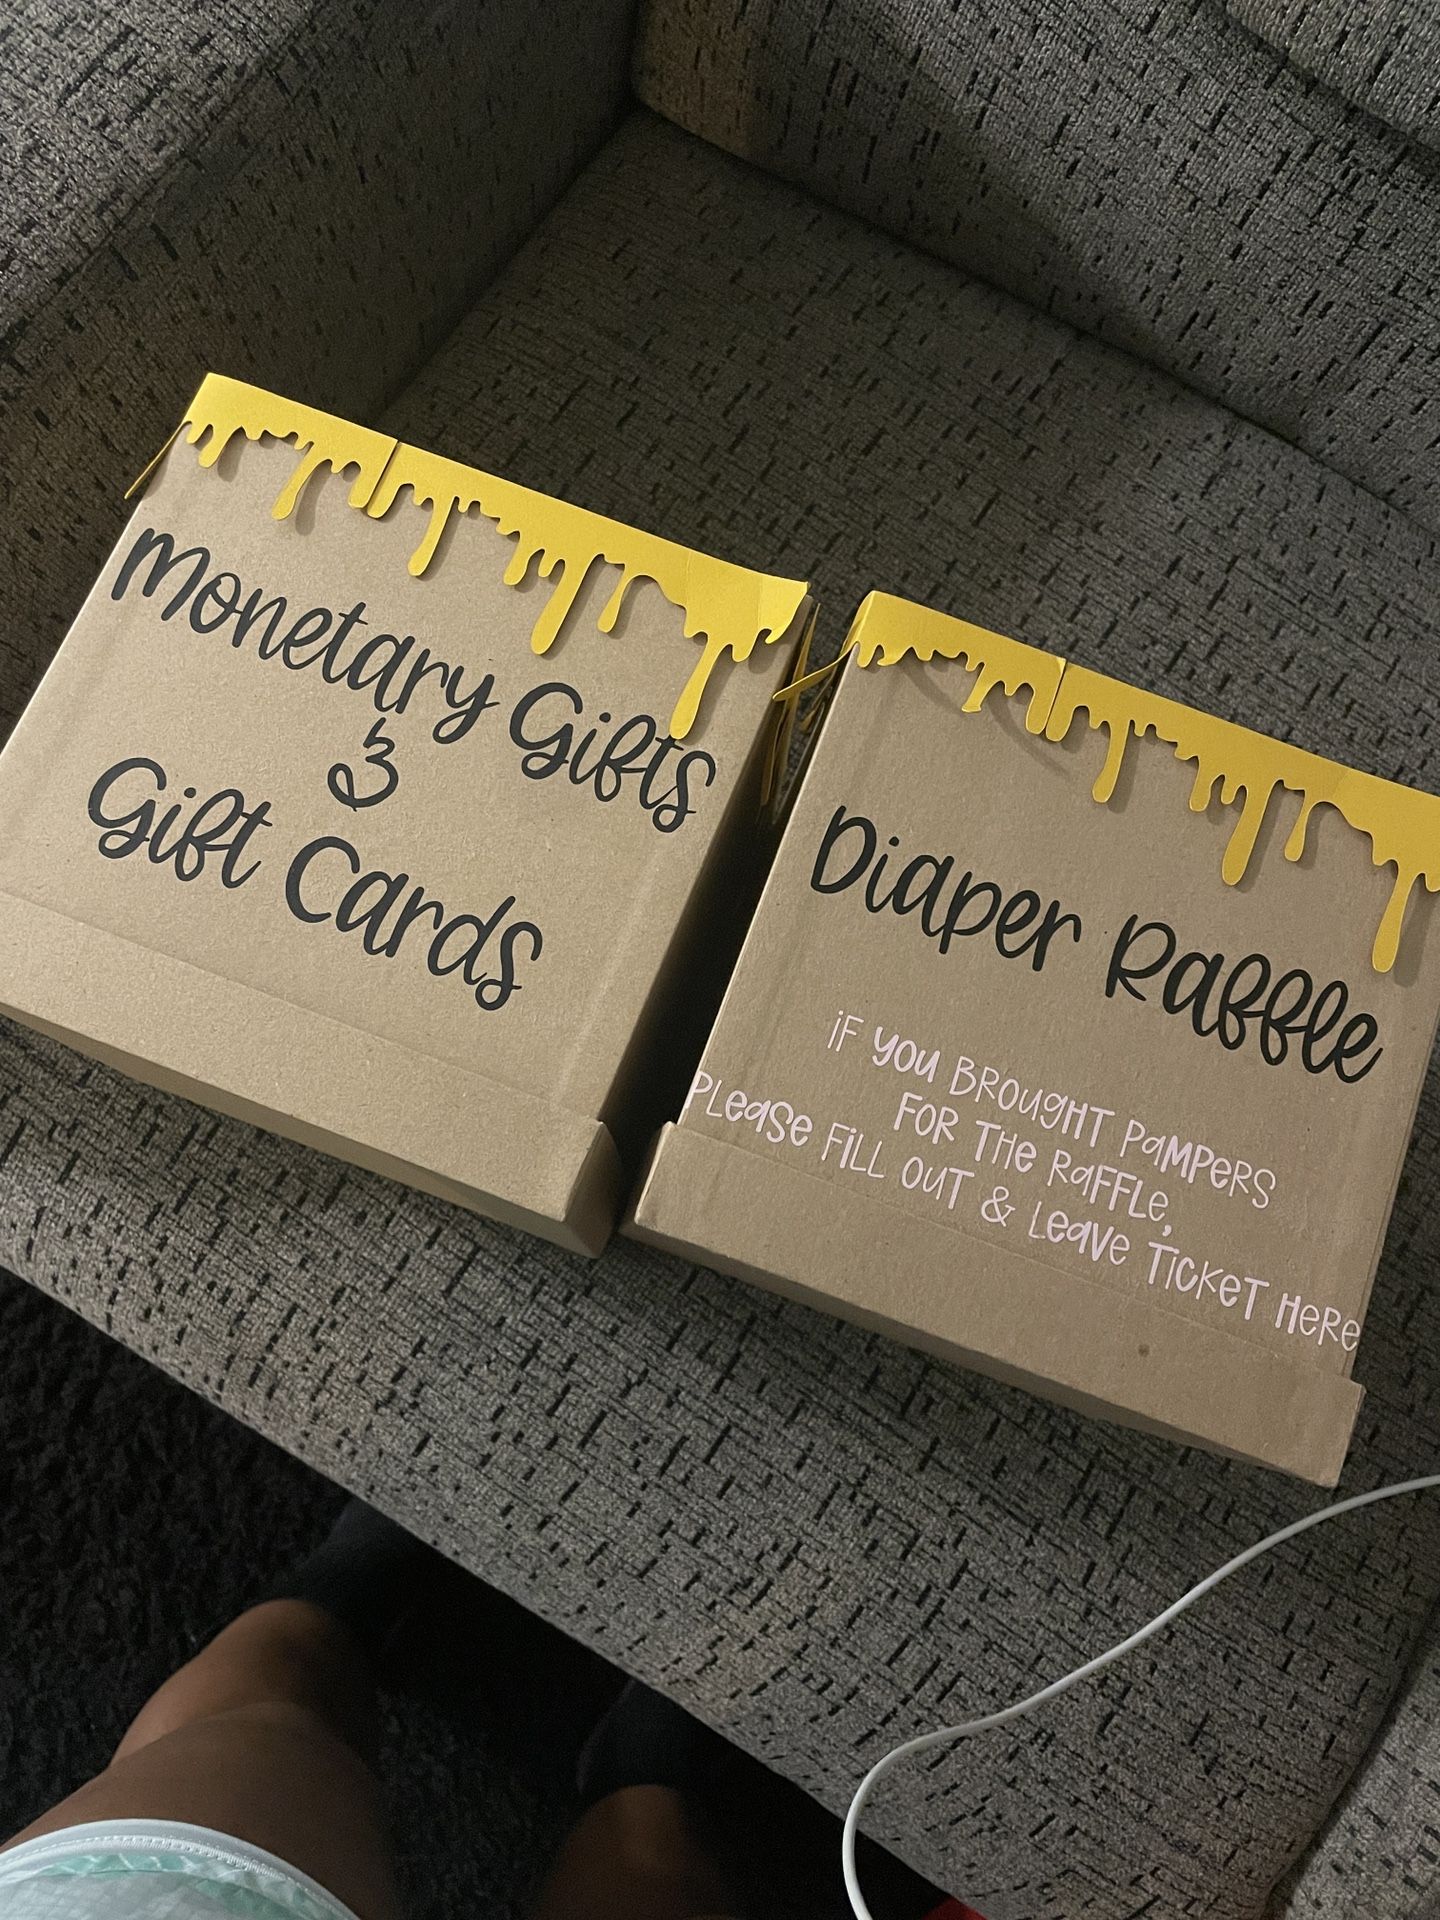 Monetary Gifts
&
Gift Cards
Diaper Raffle
iF you BROUGHT PaMPeRS
FOR THe RaFFLe,
PLease FiLL OuT & Leave TiCKeT HeRe